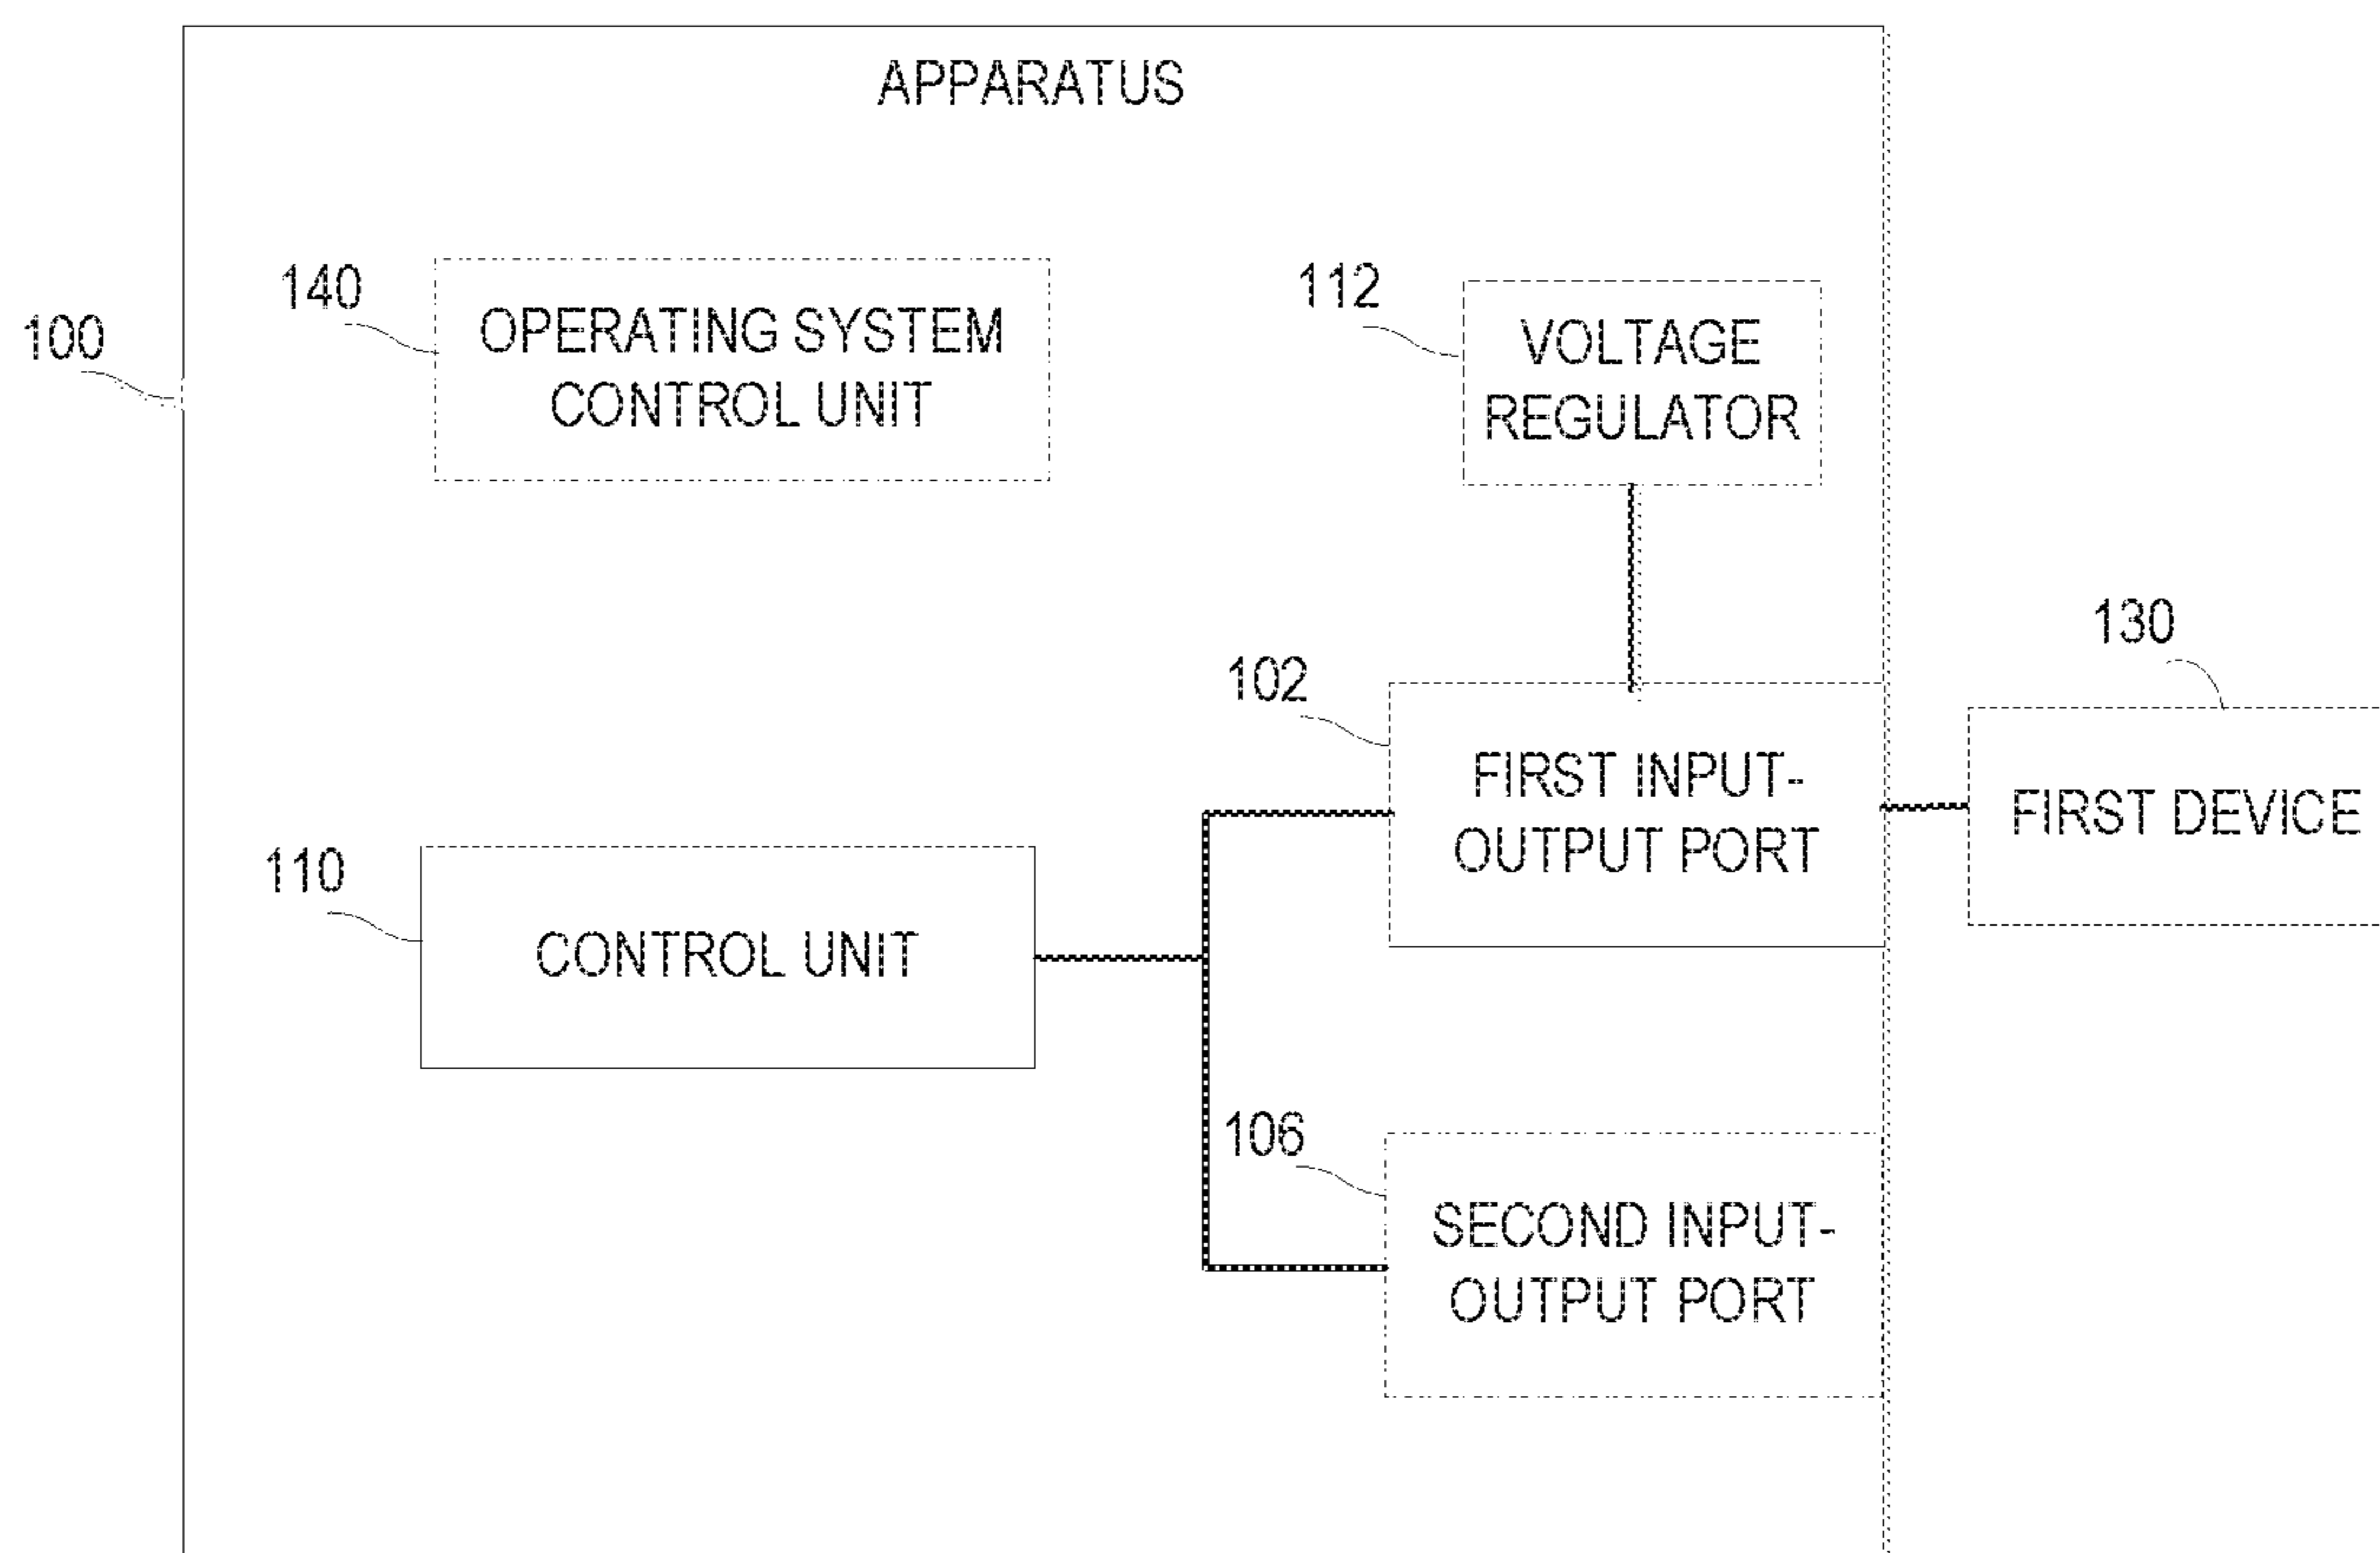 APPARATUS
140
OPERATING SYSTEM
CONTROL UNIT
112
VOLTAGE
REGULATOR
100
130
102
FIRST INPUT-
OUTPUT PORT
FIRST DEVICE
110
CONTROL UNIT
106
SECOND INPUT-
OUTPUT PORT